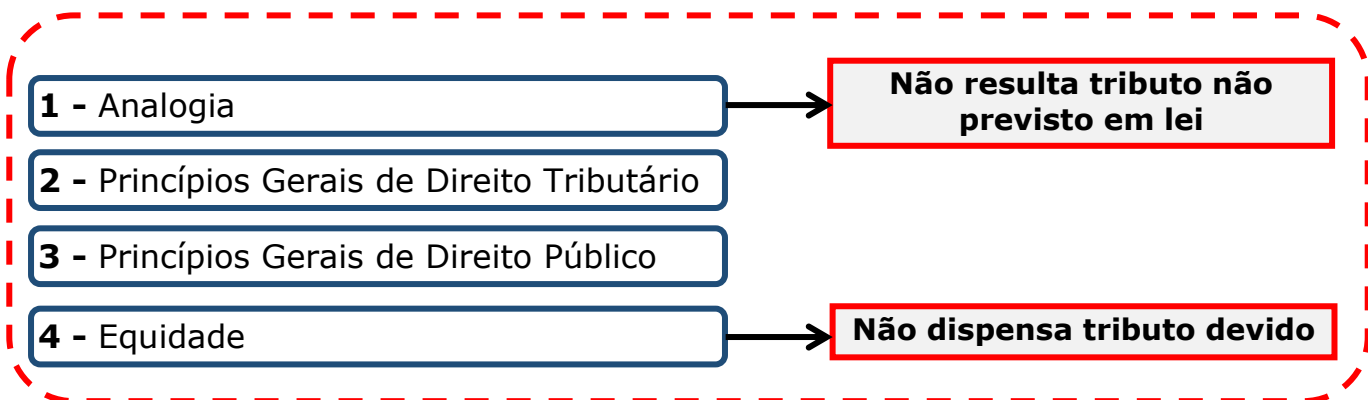 1 - Analogia
Não resulta tributo não
previsto em lei
2 - Princípios Gerais de Direito Tributário
3 - Princípios Gerais de Direito Público
4 - Equidade
Não dispensa tributo devido